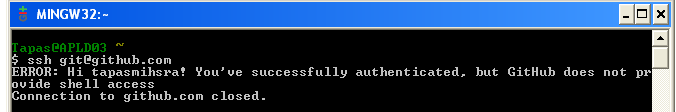 MINGW32:~
Tapas@APLD03 ~
$ ssh git@github.com
ERROR: Hi tapasmihsra! You've successfully authenticated, but GitHub does not pr
ovide shell access
Connection to github.com closed.